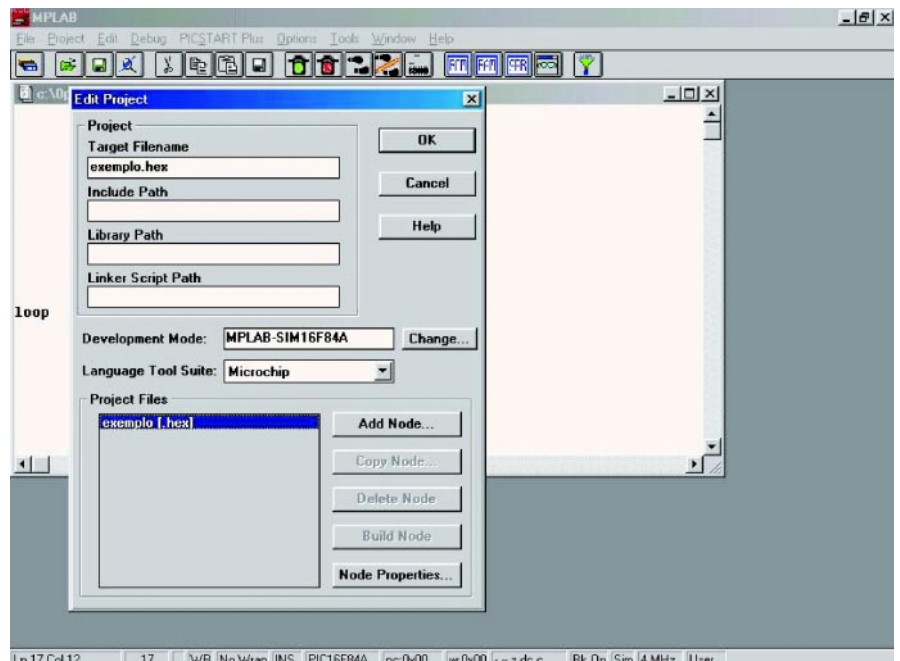 MPLAB
File Project Edit Debug PICSTART Plus Options Tools Window Help
Edit Project
Project
Target Filename
exemplo.hex
Include Path
Library Path
Linker Script Path
OK
Cancel
Help
loop
Development Mode: MPLAB-SIM16F84A Change...
Language Tool Suite: Microchip
Project Files
exemplo [.hex]
Add Node...
Copy Node...
Delete Node
Build Node
Node Properties...
Ln 17 Col 12 17 WR No Wrap INS PIC16F84A pc:0x00 w:0x00 Bk On Sim 4 MHz User